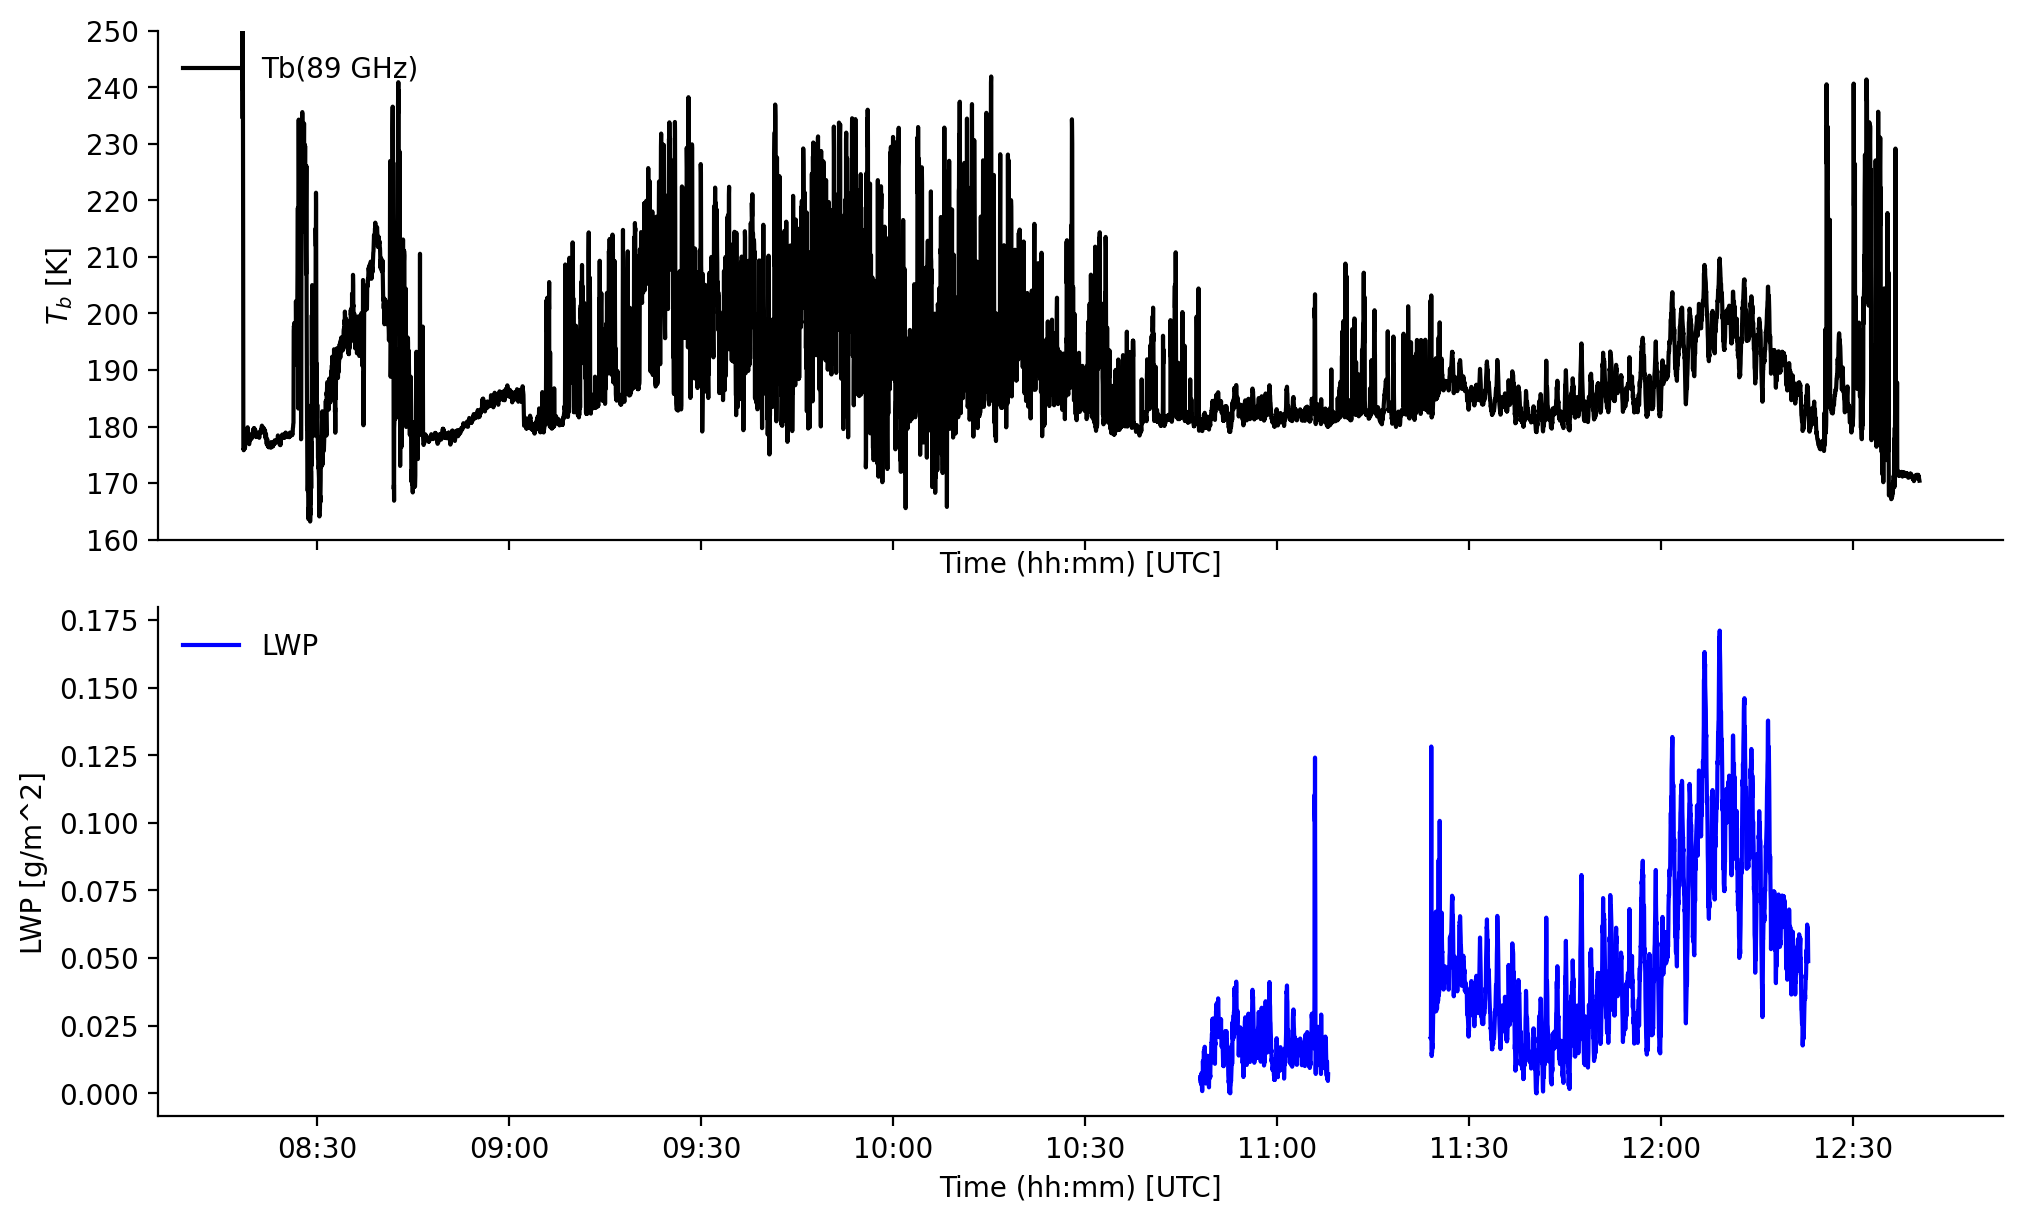 250
Tb(89 GHz)
240
230
220
210
T_b [K]
200
190
180
170
160
Time (hh:mm) [UTC]
0.175
LWP
0.150
0.125
0.100
LWP [g/m^2]
0.075
0.050
0.025
0.000
08:30 09:00 09:30 10:00 10:30 11:00 11:30 12:00 12:30
Time (hh:mm) [UTC]